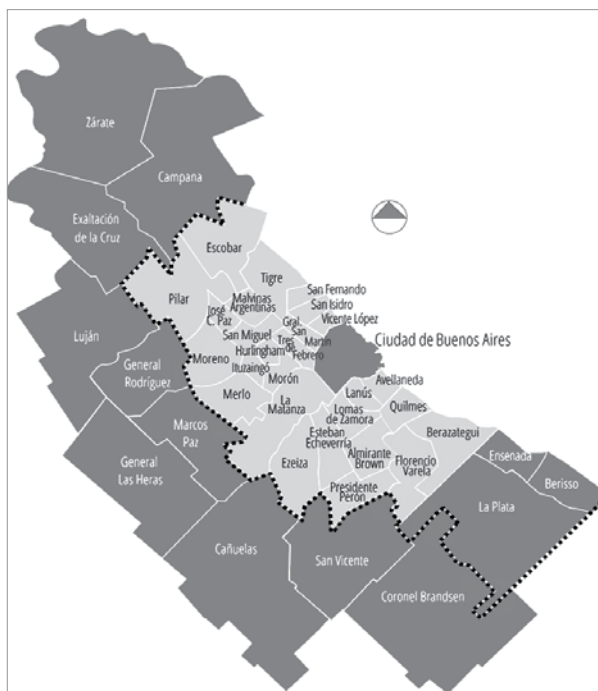 Zárate
Campana
Exaltación
de la Cruz
Escobar
Tigre
San Fernando
San Isidro
Vicente López
Pilar
Malvinas
Argentinas
José
C. Paz
Gral.
San
Martín
Ciudad de Buenos Aires
San Miguel
Tres
de
Febrero
Hurlingham
Luján
Moreno
Ituzaingó
General
Rodríguez
Morón
Avellaneda
Merlo
La
Matanza
Lanús
Quilmes
Lomas
de Zamora
Marcos
Paz
Esteban
Echeverría
Berazategui
Almirante
Brown
Ensenada
General
Las Heras
Ezeiza
Florencio
Varela
Berisso
Presidente
Perón
La Plata
Cañuelas
San Vicente
Coronel Brandsen